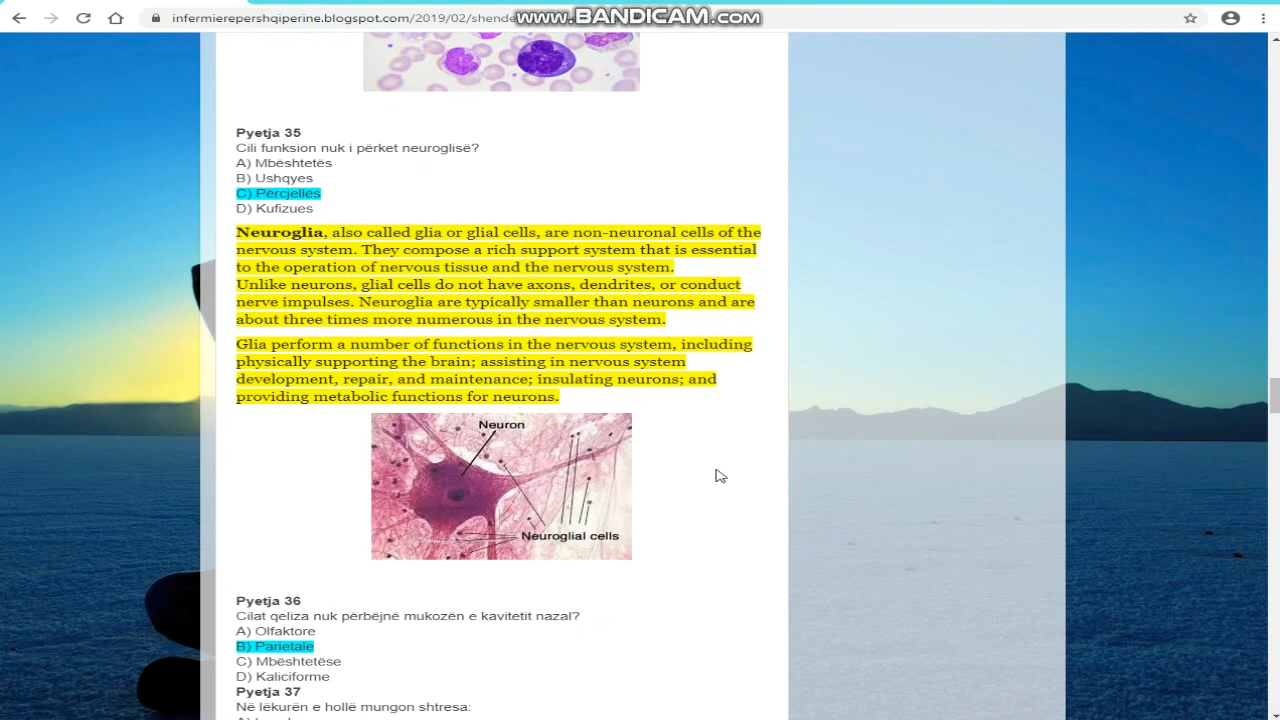 infermierepershqiperine.blogspot.com/2019/02/shende
www.BANDICAM.com
Pyetja 35
Cili funksion nuk i përket neuroglisë?
A) Mbështetës
B) Ushqyes
C) Përcjellës
D) Kufizues
Neuroglia, also called glia or glial cells, are non-neuronal cells of the
nervous system. They compose a rich support system that is essential
to the operation of nervous tissue and the nervous system.
Unlike neurons, glial cells do not have axons, dendrites, or conduct
nerve impulses. Neuroglia are typically smaller than neurons and are
about three times more numerous in the nervous system.
Glia perform a number of functions in the nervous system, including
physically supporting the brain; assisting in nervous system
development, repair, and maintenance; insulating neurons; and
providing metabolic functions for neurons.
Neuron
Neuroglial cells
Pyetja 36
Cilat qeliza nuk përbëjnë mukozën e kavitetit nazal?
A) Olfaktore
B) Parietale
C) Mbështetëse
D) Kaliciforme
Pyetja 37
Në lëkurën e hollë mungon shtresa: